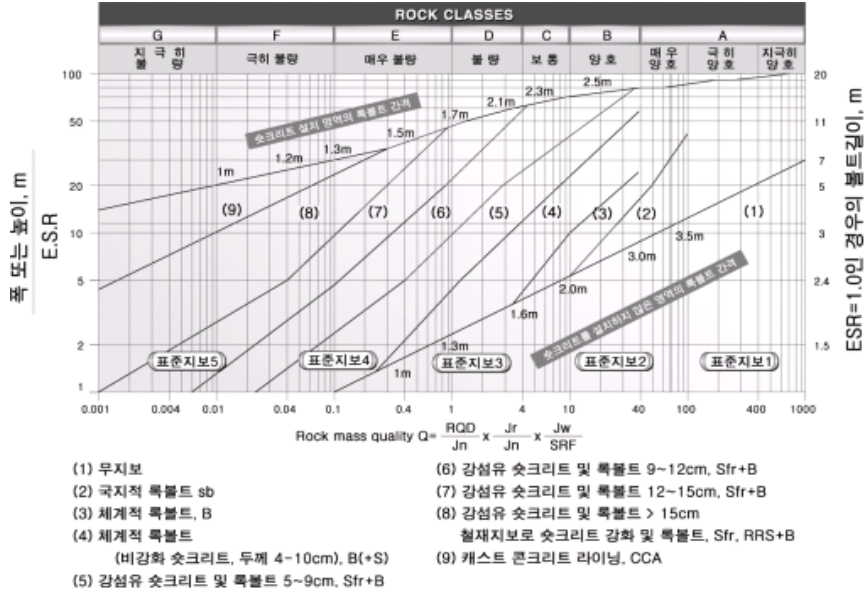 ROCK CLASSES
G F E D C B A
지 극 히 불 량 극히 불량 매우 불량 불 량 보 통 양 호 매 우 양 호 극 히 양 호 지극히 양 호
폭 또는 높이, m
E.S.R
ESR=1.0인 경우의 볼트길이, m
100
50
20
10
5
2
1
20
11
7
5
3
2.4
1.5
숏크리트 설치 영역의 록볼트 간격
1m
1.2m
1.3m
1.5m
1.7m
2.1m
2.3m
2.5m
(9) (8) (7) (6) (5) (4) (3) (2) (1)
3.5m
3.0m
2.0m
1.6m
1.3m
1m
숏크리트를 설치하지 않은 영역의 록볼트 간격
표준지보5 표준지보4 표준지보3 표준지보2 표준지보1
0.001 0.004 0.01 0.04 0.1 0.4 1 4 10 40 100 400 1000
Rock mass quality Q= RQD/Jn x Jr/Jn x Jw/SRF
(1) 무지보
(2) 국지적 록볼트 sb
(3) 체계적 록볼트, B
(4) 체계적 록볼트
(비강화 숏크리트, 두께 4-10cm), B(+S)
(5) 강섬유 숏크리트 및 록볼트 5~9cm, Sfr+B
(6) 강섬유 숏크리트 및 록볼트 9~12cm, Sfr+B
(7) 강섬유 숏크리트 및 록볼트 12~15cm, Sfr+B
(8) 강섬유 숏크리트 및 록볼트 > 15cm
철재지보로 숏크리트 강화 및 록볼트, Sfr, RRS+B
(9) 캐스트 콘크리트 라이닝, CCA